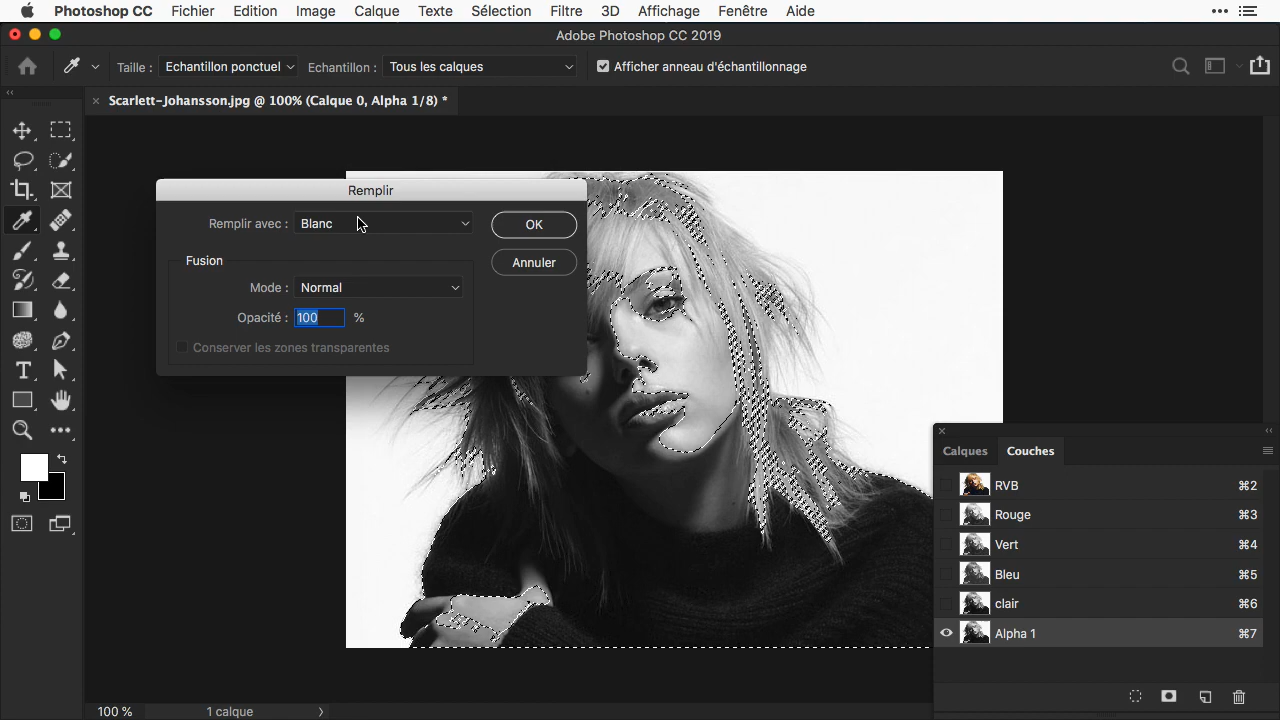 Photoshop CC Fichier Edition Image Calque Texte Sélection Filtre 3D Affichage Fenêtre Aide
Adobe Photoshop CC 2019
Taille : Echantillon ponctuel Echantillon : Tous les calques Afficher anneau d'échantillonnage
Scarlett-Johansson.jpg @ 100% (Calque 0, Alpha 1/8) *
Remplir
Remplir avec : Blanc OK
Fusion Annuler
Mode : Normal
Opacité : 100 %
Conserver les zones transparentes
Calques Couches
RVB ⌘2
Rouge ⌘3
Vert ⌘4
Bleu ⌘5
clair ⌘6
Alpha 1 ⌘7
100 % 1 calque